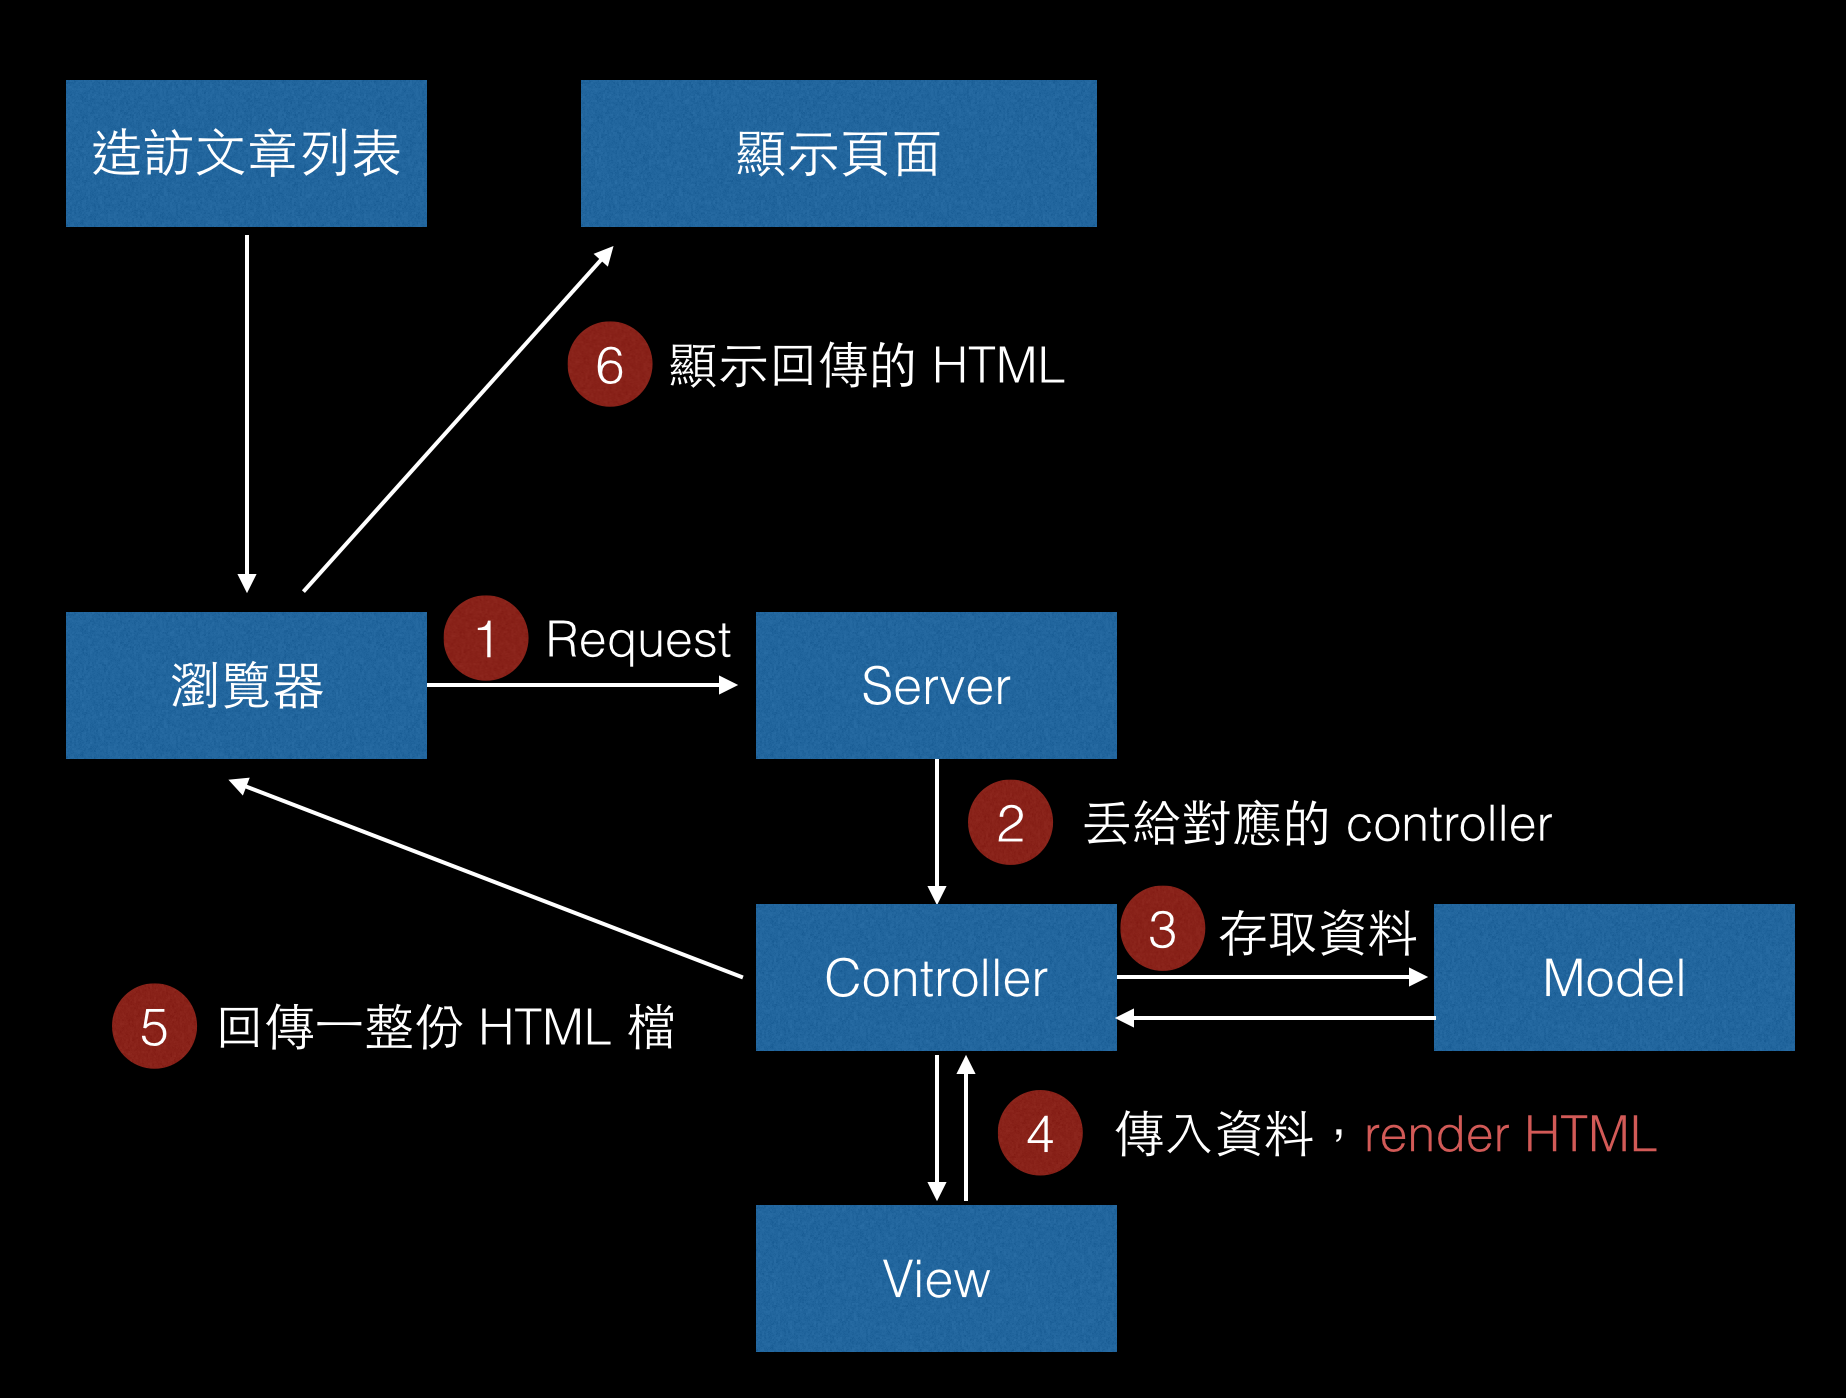 造訪文章列表
顯示頁面
6 顯示回傳的 HTML
1 Request
瀏覽器
Server
2 丟給對應的 controller
3 存取資料
Controller
Model
5 回傳一整份 HTML 檔
4 傳入資料，render HTML
View